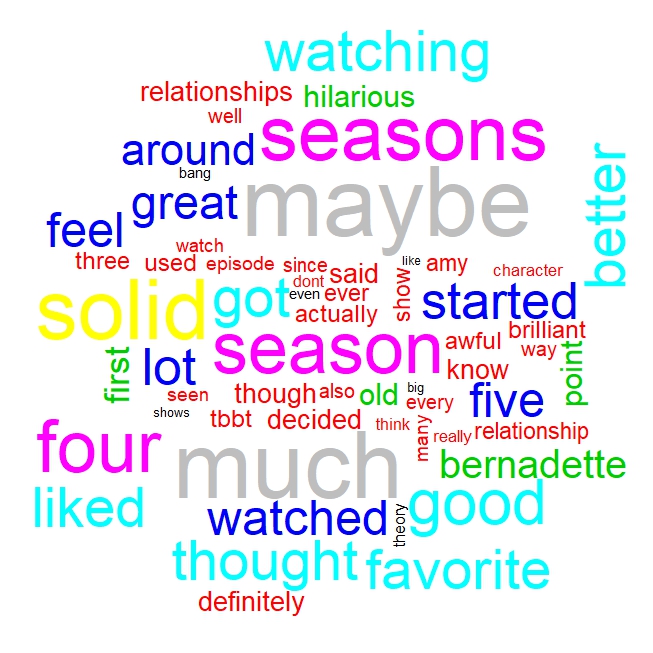 watching
relationships hilarious
well
seasons
around
bang
maybe
great
better
feel
watch
three used episode since
dont
said
like
amy
character
show
solid
got
even
ever
actually
started
brilliant
awful
way
season
first
lot
know
point
seen
though
also
old
big
every
five
shows
tbbt
decided
think
many
really
relationship
four
much
bernadette
liked
watched
theory
good
thought
favorite
definitely